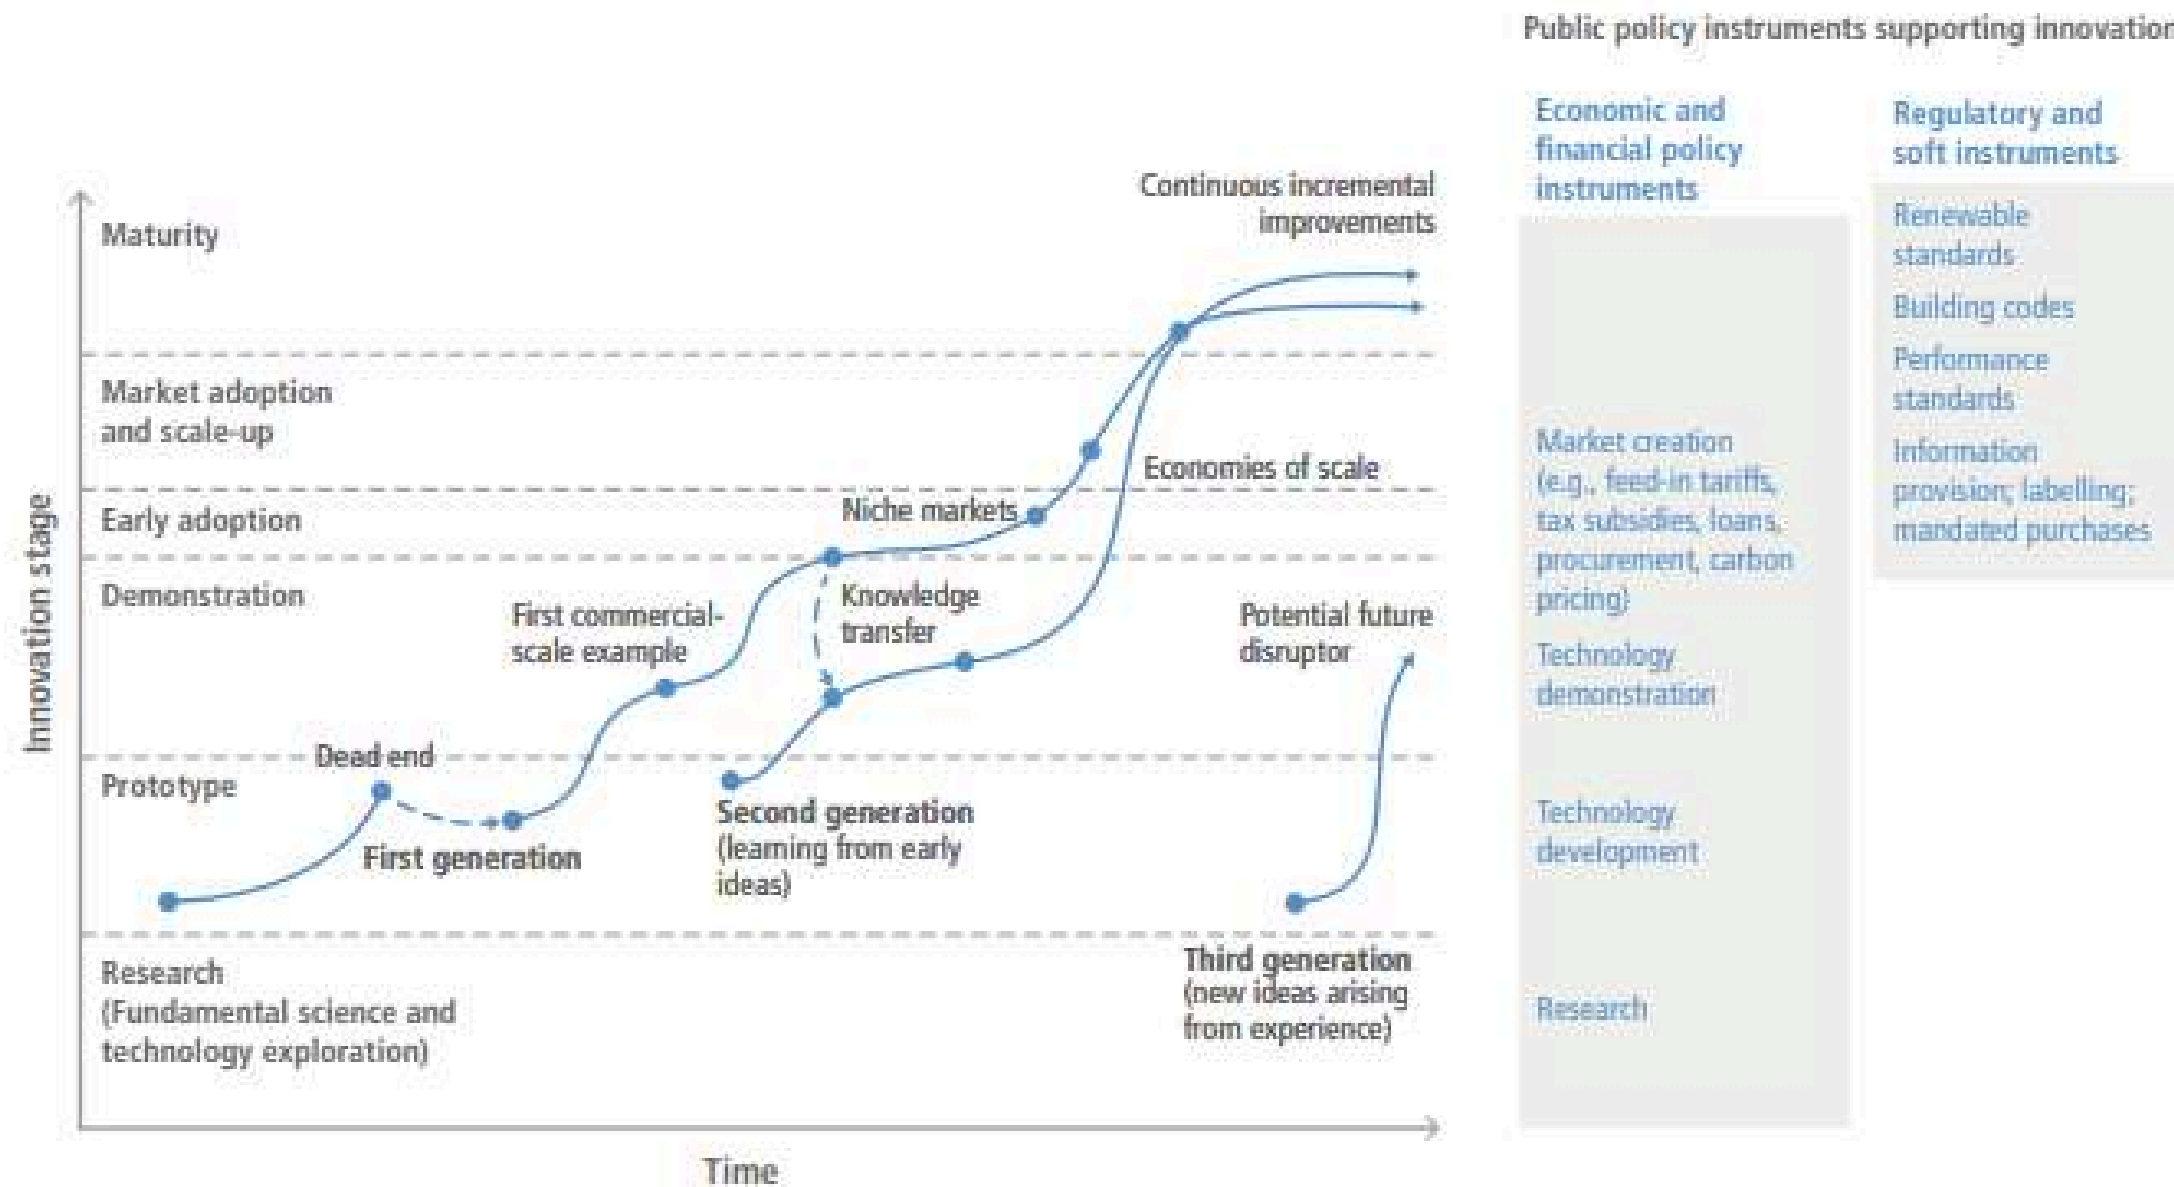 Public policy instruments supporting innovation
Economic and
financial policy
instruments
Regulatory and
soft instruments
Continuous incremental
improvements
Maturity
Market adoption
and scale-up
Economies of scale
Early adoption
Niche markets
Demonstration
First commercial-
scale example
Knowledge
transfer
Potential future
disruptor
Dead end
Prototype
First generation
Second generation
(learning from early
ideas)
Third generation
(new ideas arising
from experience)
Research
(Fundamental science and
technology exploration)
Innovation stage
Time
Market creation
(e.g., feed-in tariffs,
tax subsidies, loans,
procurement, carbon
pricing)
Technology
demonstration
Technology
development
Research
Renewable
standards
Building codes
Performance
standards
Information
provision; labelling;
mandated purchases